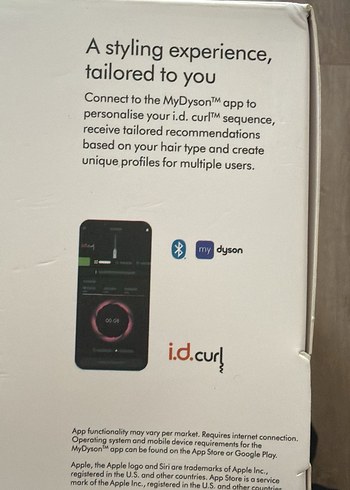 A styling experience,
tailored to you
Connect to the MyDyson™ app to
personalise your i.d. curl™ sequence,
receive tailored recommendations
based on your hair type and create
unique profiles for multiple users.
my dyson
00:08
i.d.curl
App functionality may vary per market. Requires internet connection.
Operating system and mobile device requirements for the
MyDyson™ app can be found on the App Store or Google Play.
Apple, the Apple logo and Siri are trademarks of Apple Inc.,
registered in the U.S. and other countries. App Store is a service
mark of the Apple Inc., registered in the U.S. and other countries